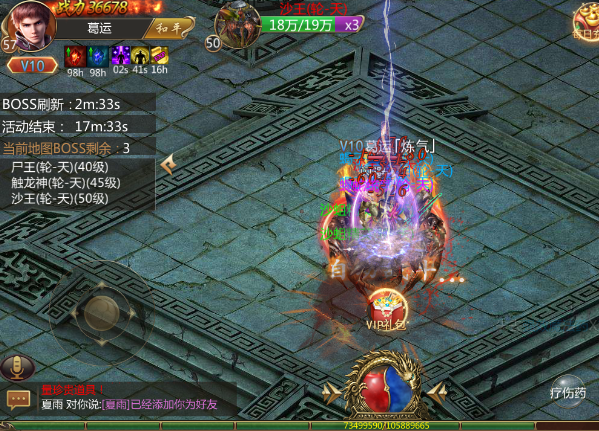 战力36678
葛运
和平
57
V10
98h 98h 02s 41s 16h
沙王(轮-天)
18万/19万 x3
50
BOSS刷新：2m:33s
活动结束： 17m:33s
当前地图BOSS剩余：3
尸王(轮-天)(40级)
触龙神(轮-天)(45级)
沙王(轮-天)(50级)
V10葛运「炼气」
VIP礼包
疗伤药
夏雨 对你说:[夏雨]已经添加你为好友
73499590/105889665